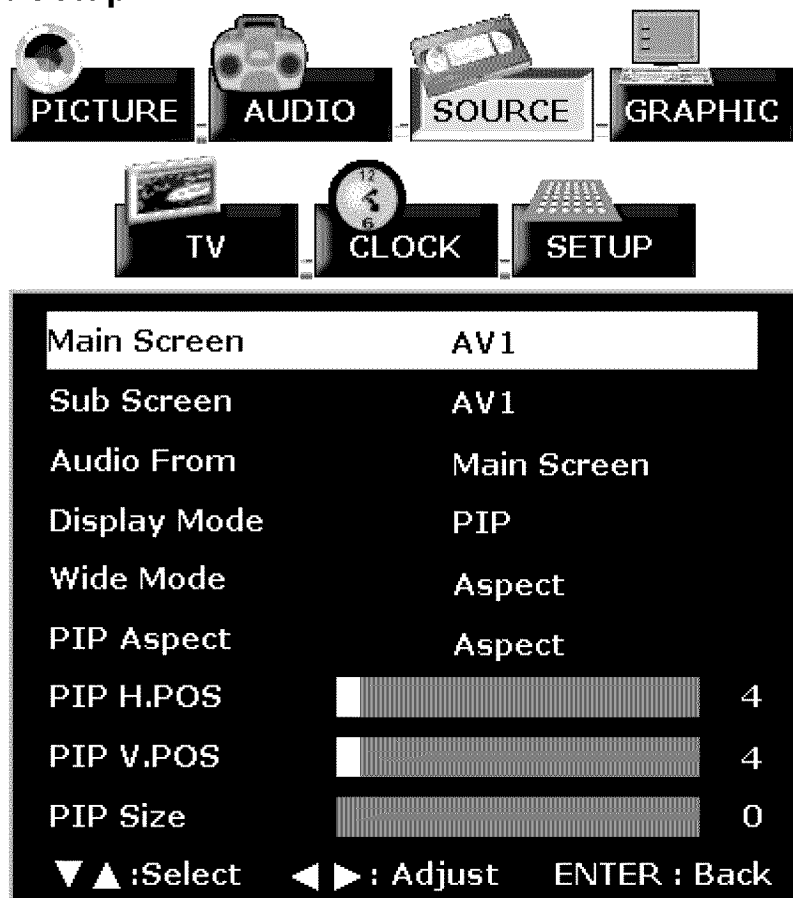 PICTURE AUDIO SOURCE GRAPHIC
TV CLOCK SETUP
Main Screen AV1
Sub Screen AV1
Audio From Main Screen
Display Mode PIP
Wide Mode Aspect
PIP Aspect Aspect
PIP H.POS 4
PIP V.POS 4
PIP Size 0
▼▲:Select ◀▶: Adjust ENTER : Back